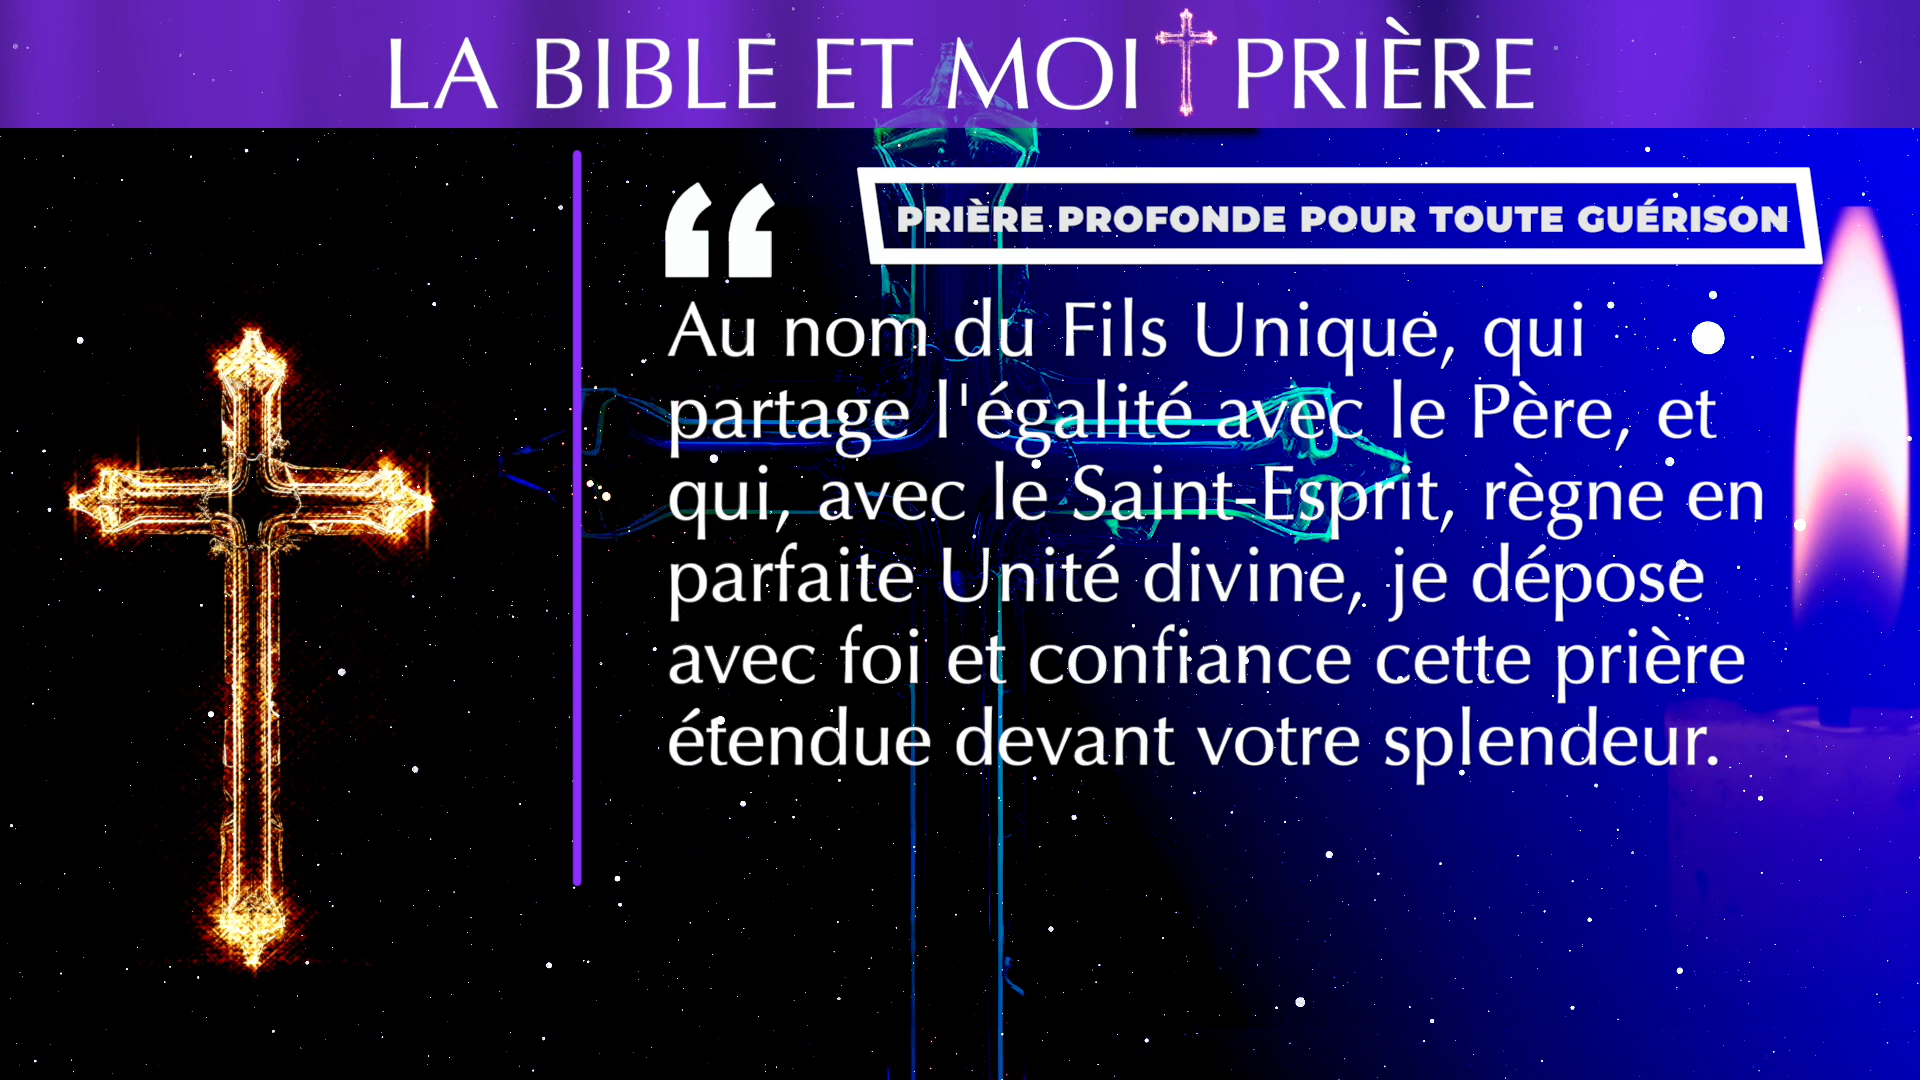 LA BIBLE ET MOI PRIÈRE
PRIÈRE PROFONDE POUR TOUTE GUÉRISON
“
Au nom du Fils Unique, qui
partage l'égalité avec le Père, et
qui, avec le Saint-Esprit, règne en
parfaite Unité divine, je dépose
avec foi et confiance cette prière
étendue devant votre splendeur.